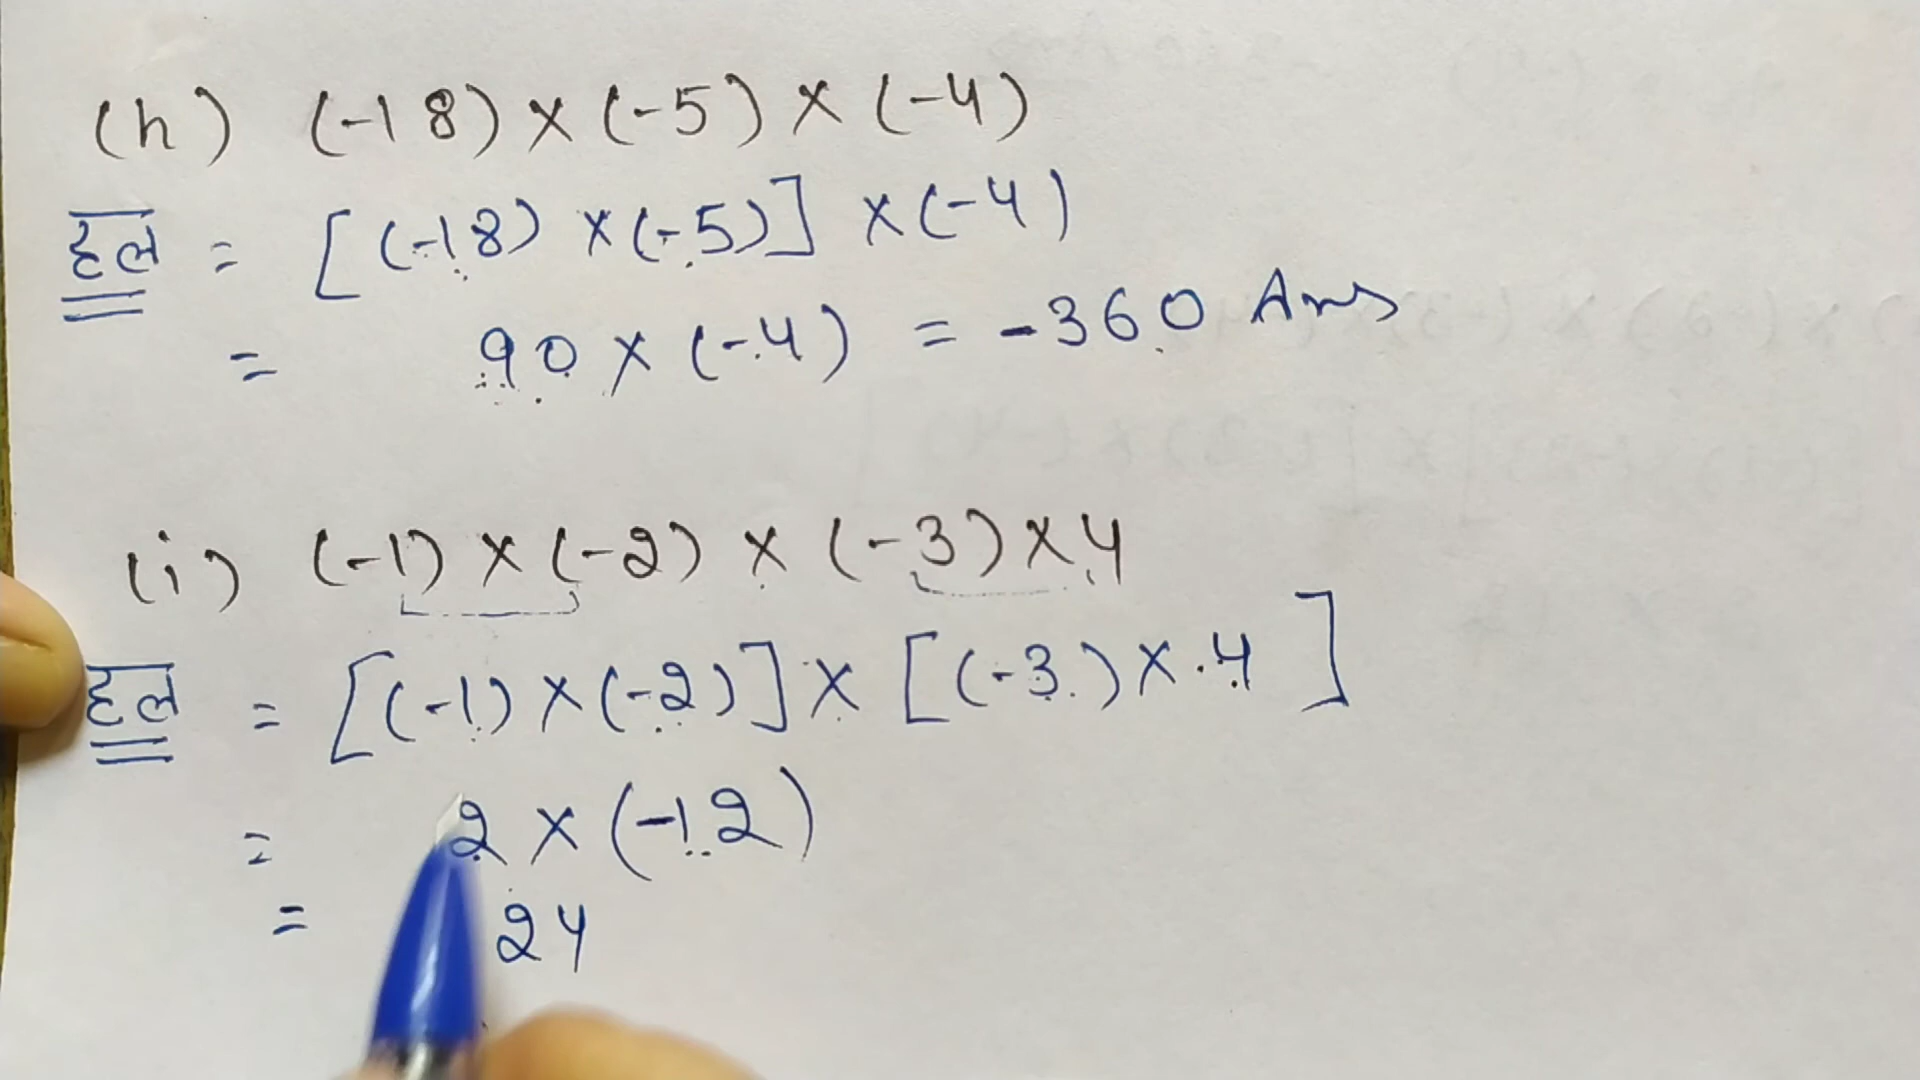 (h) (-18) × (-5) × (-4)
हल = [(-18) × (-5)] × (-4)
= 90 × (-4) = -360 Ans
(i) (-1) × (-2) × (-3) × 4
हल = [(-1) × (-2)] × [(-3) × 4]
= 2 × (-12)
= 24